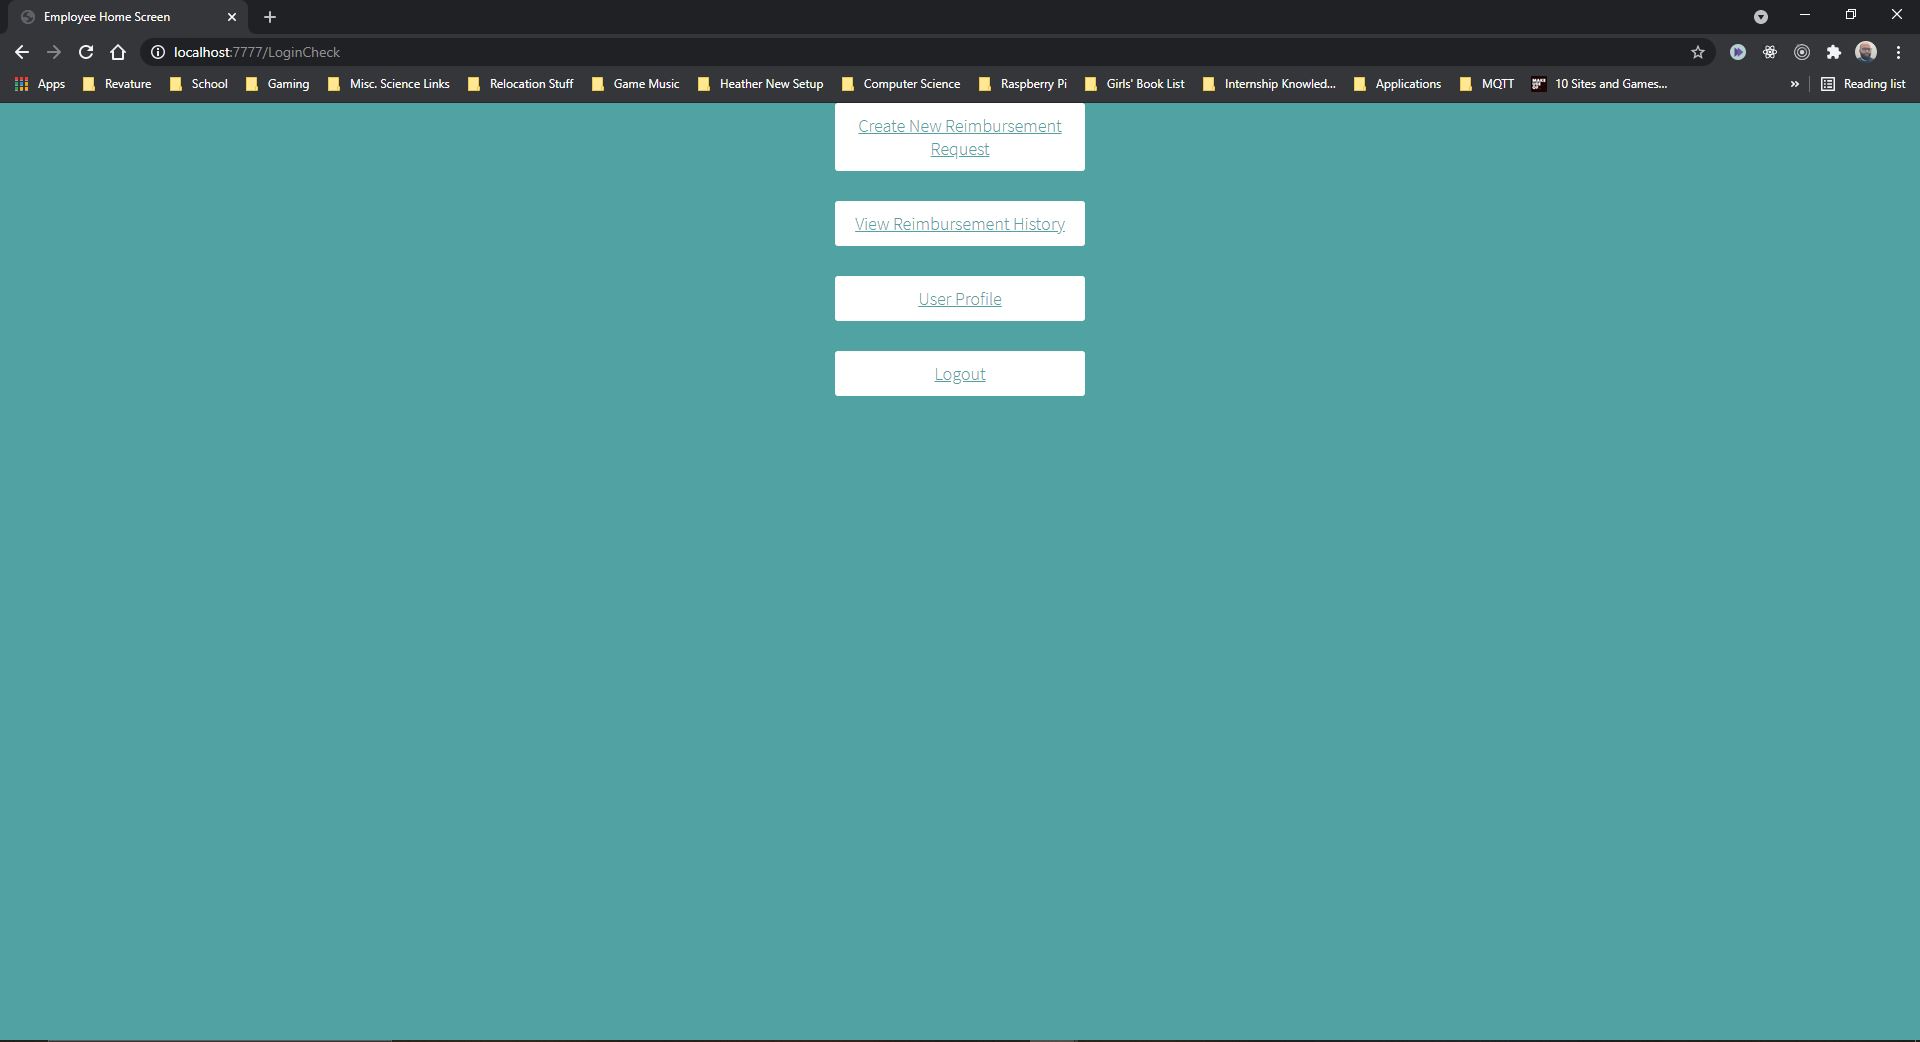 Employee Home Screen
localhost:7777/LoginCheck
Apps Revature School Gaming Misc. Science Links Relocation Stuff Game Music Heather New Setup Computer Science Raspberry Pi Girls' Book List Internship Knowled... Applications MQTT 10 Sites and Games... » Reading list
Create New Reimbursement
Request
View Reimbursement History
User Profile
Logout